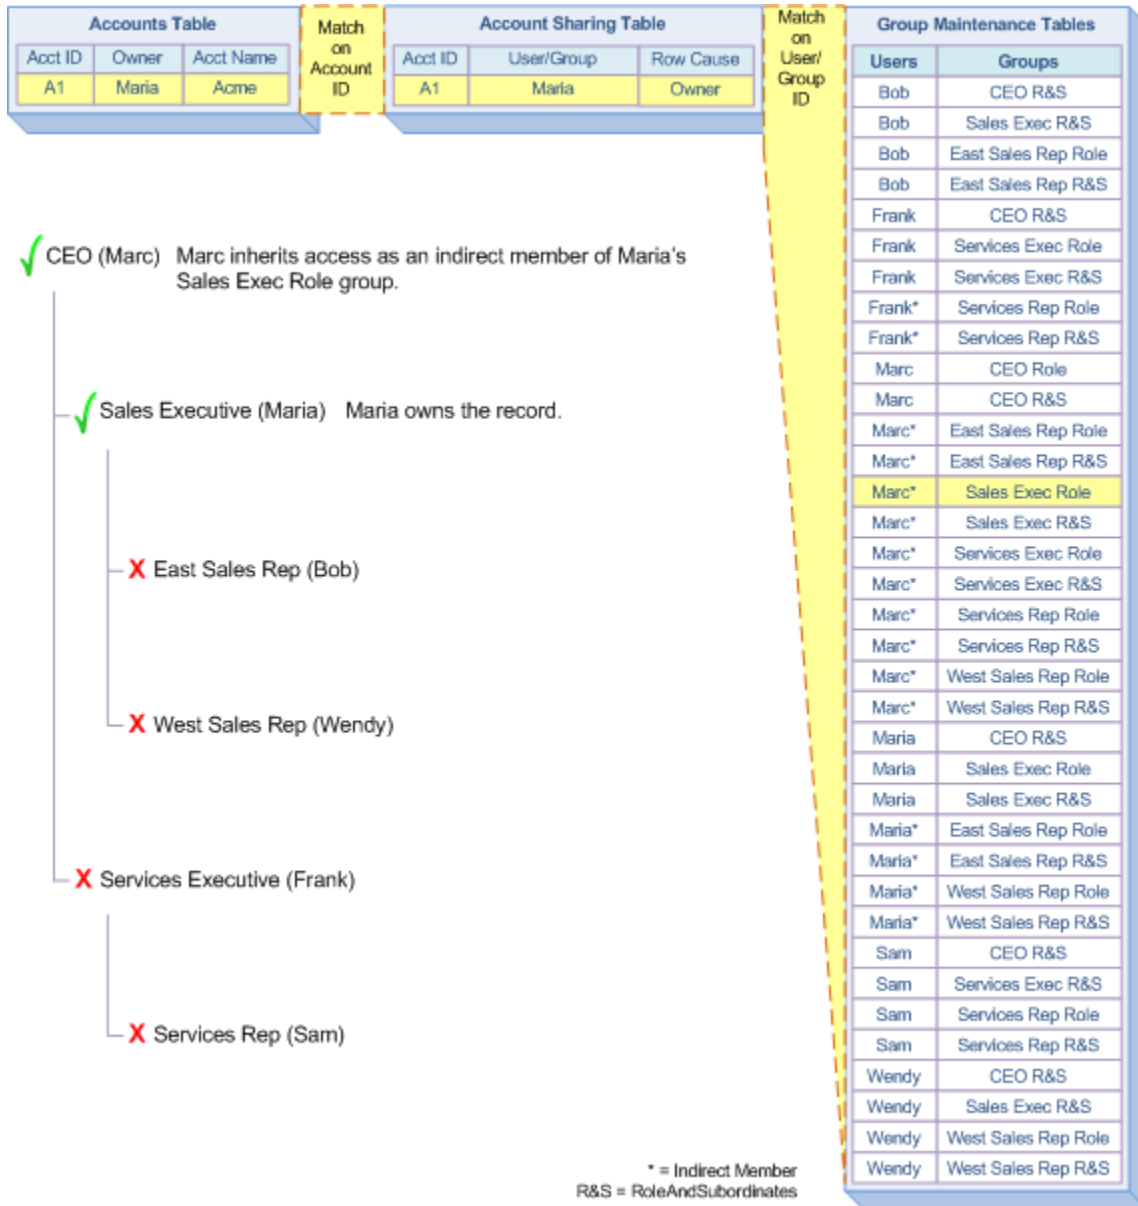 Accounts Table
Acct ID Owner Acct Name
A1 Maria Acme
Match
on
Account
ID
Account Sharing Table
Acct ID User/Group Row Cause
A1 Maria Owner
Match
on
User/
Group
ID
Group Maintenance Tables
Users Groups
Bob CEO R&S
Bob Sales Exec R&S
Bob East Sales Rep Role
Bob East Sales Rep R&S
Frank CEO R&S
Frank Services Exec Role
Frank Services Exec R&S
Frank* Services Rep Role
Frank* Services Rep R&S
Marc CEO Role
Marc CEO R&S
Marc* East Sales Rep Role
Marc* East Sales Rep R&S
Marc* Sales Exec Role
Marc* Sales Exec R&S
Marc* Services Exec Role
Marc* Services Exec R&S
Marc* Services Rep Role
Marc* Services Rep R&S
Marc* West Sales Rep Role
Marc* West Sales Rep R&S
Maria CEO R&S
Maria Sales Exec Role
Maria Sales Exec R&S
Maria* East Sales Rep Role
Maria* East Sales Rep R&S
Maria* West Sales Rep Role
Maria* West Sales Rep R&S
Sam CEO R&S
Sam Services Exec R&S
Sam Services Rep Role
Sam Services Rep R&S
Wendy CEO R&S
Wendy Sales Exec R&S
Wendy West Sales Rep Role
Wendy West Sales Rep R&S
CEO (Marc) Marc inherits access as an indirect member of Maria's
Sales Exec Role group.
Sales Executive (Maria) Maria owns the record.
X East Sales Rep (Bob)
X West Sales Rep (Wendy)
X Services Executive (Frank)
X Services Rep (Sam)
* = Indirect Member
R&S = RoleAndSubordinates